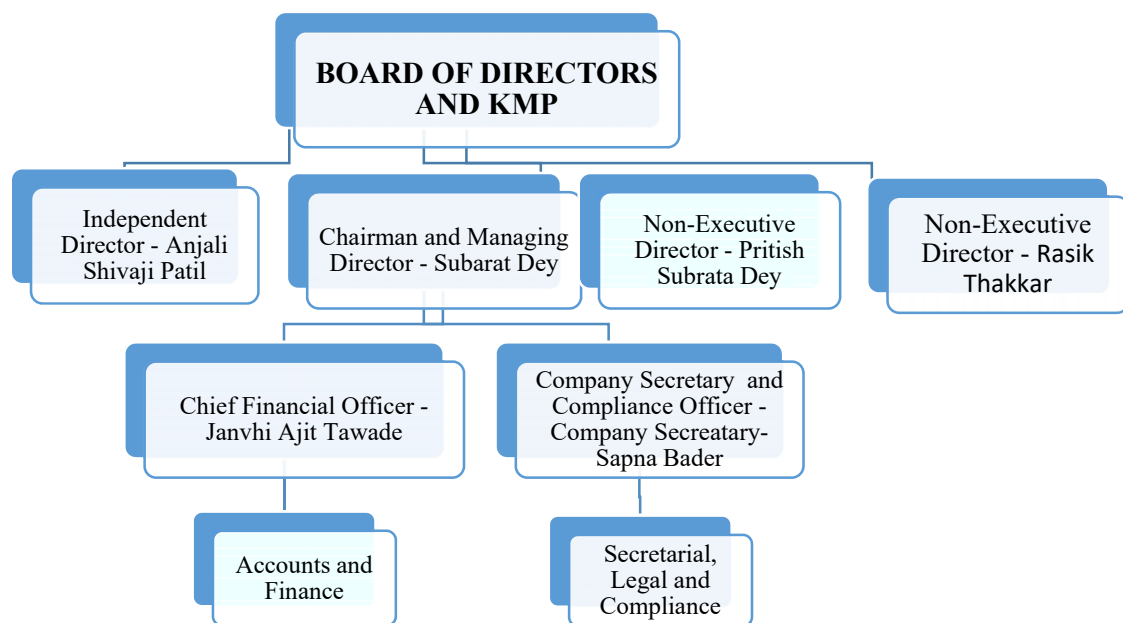 BOARD OF DIRECTORS
AND KMP
Independent
Director - Anjali
Shivaji Patil
Chairman and Managing
Director - Subarat Dey
Non-Executive
Director - Pritish
Subrata Dey
Non-Executive
Director - Rasik
Thakkar
Chief Financial Officer -
Janvhi Ajit Tawade
Company Secretary and
Compliance Officer -
Company Secreatary-
Sapna Bader
Accounts and
Finance
Secretarial,
Legal and
Compliance